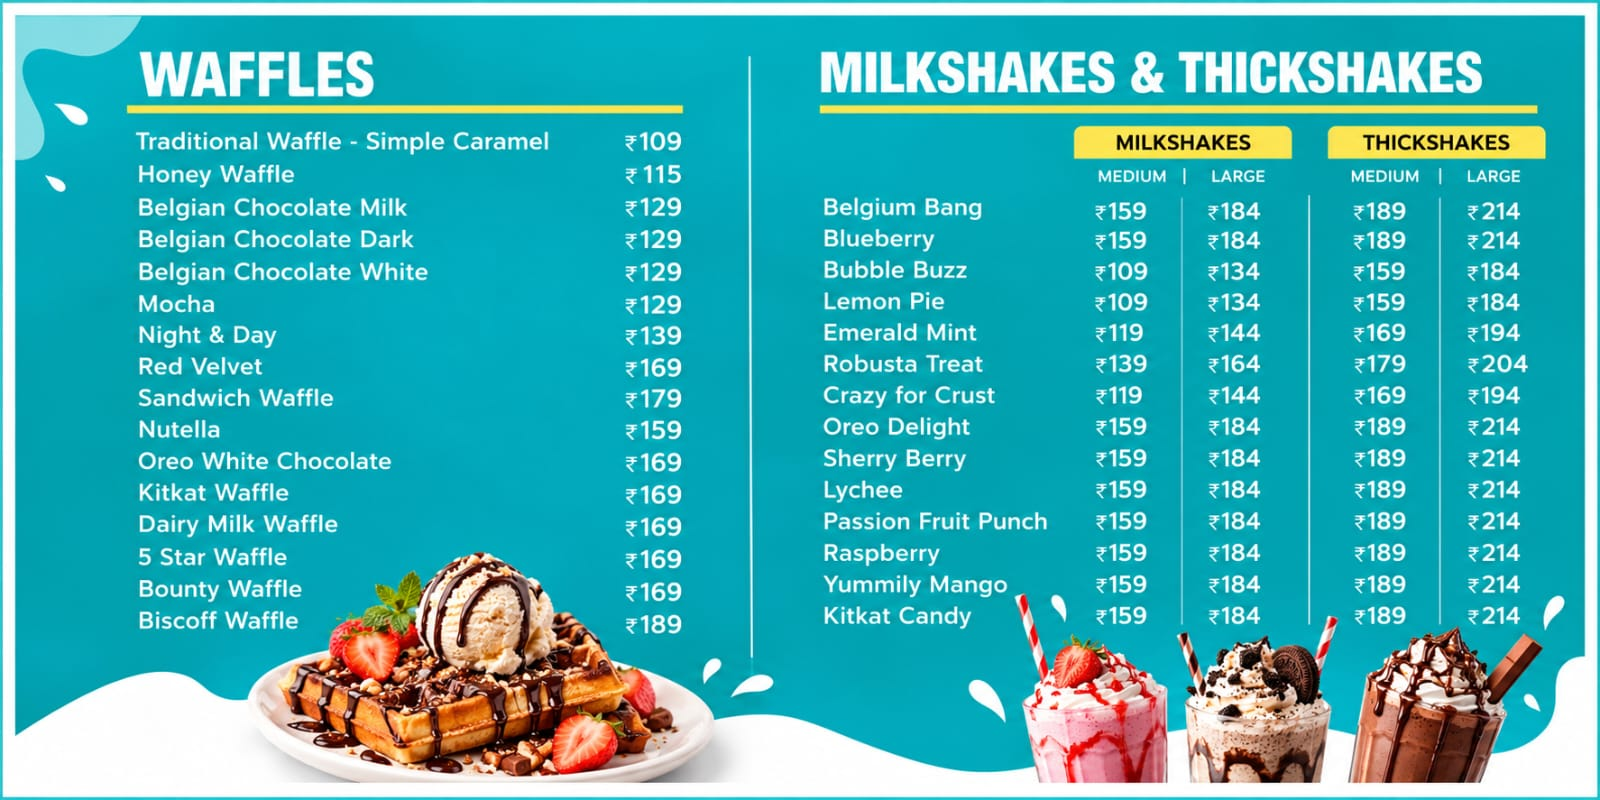 WAFFLES
Traditional Waffle - Simple Caramel ₹109
Honey Waffle ₹115
Belgian Chocolate Milk ₹129
Belgian Chocolate Dark ₹129
Belgian Chocolate White ₹129
Mocha ₹129
Night & Day ₹139
Red Velvet ₹169
Sandwich Waffle ₹179
Nutella ₹159
Oreo White Chocolate ₹169
Kitkat Waffle ₹169
Dairy Milk Waffle ₹169
5 Star Waffle ₹169
Bounty Waffle ₹169
Biscoff Waffle ₹189
MILKSHAKES & THICKSHAKES
MILKSHAKES THICKSHAKES
MEDIUM | LARGE MEDIUM | LARGE
Belgium Bang ₹159 ₹184 ₹189 ₹214
Blueberry ₹159 ₹184 ₹189 ₹214
Bubble Buzz ₹109 ₹134 ₹159 ₹184
Lemon Pie ₹109 ₹134 ₹159 ₹184
Emerald Mint ₹119 ₹144 ₹169 ₹194
Robusta Treat ₹139 ₹164 ₹179 ₹204
Crazy for Crust ₹119 ₹144 ₹169 ₹194
Oreo Delight ₹159 ₹184 ₹189 ₹214
Sherry Berry ₹159 ₹184 ₹189 ₹214
Lychee ₹159 ₹184 ₹189 ₹214
Passion Fruit Punch ₹159 ₹184 ₹189 ₹214
Raspberry ₹159 ₹184 ₹189 ₹214
Yummily Mango ₹159 ₹184 ₹189 ₹214
Kitkat Candy ₹159 ₹184 ₹189 ₹214